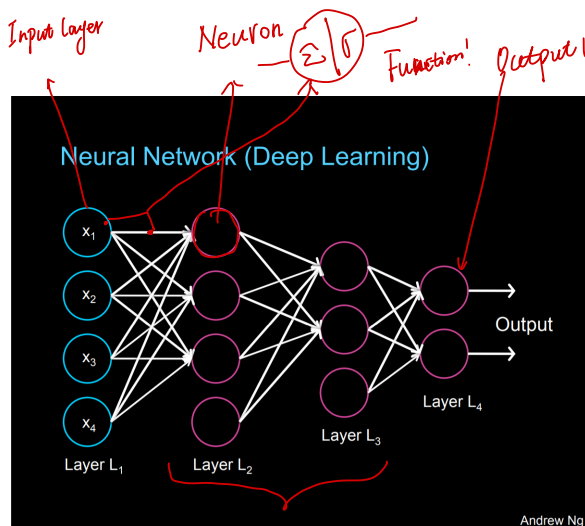 Input layer
Neuron
Σ|σ
Function!
Output
Neural Network (Deep Learning)
x₁
x₂
x₃
x₄
Output
Layer L₁
Layer L₂
Layer L₃
Layer L₄
Andrew Ng